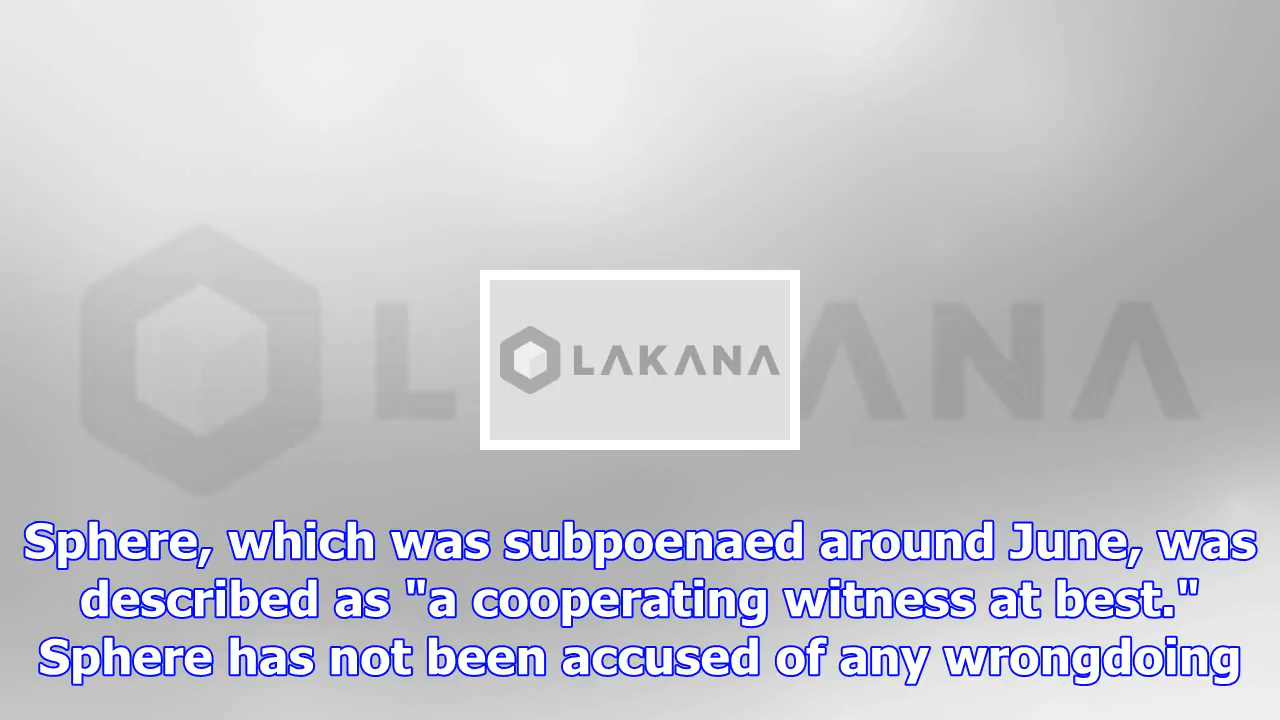 LAKANA
L ANA
Sphere, which was subpoenaed around June, was
described as "a cooperating witness at best."
Sphere has not been accused of any wrongdoing